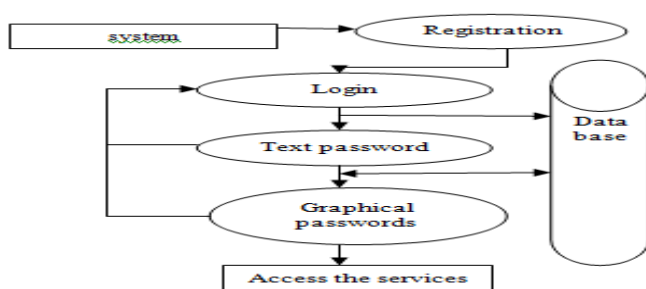 system
Registration
Login
Data
base
Text password
Graphical
passwords
Access the services